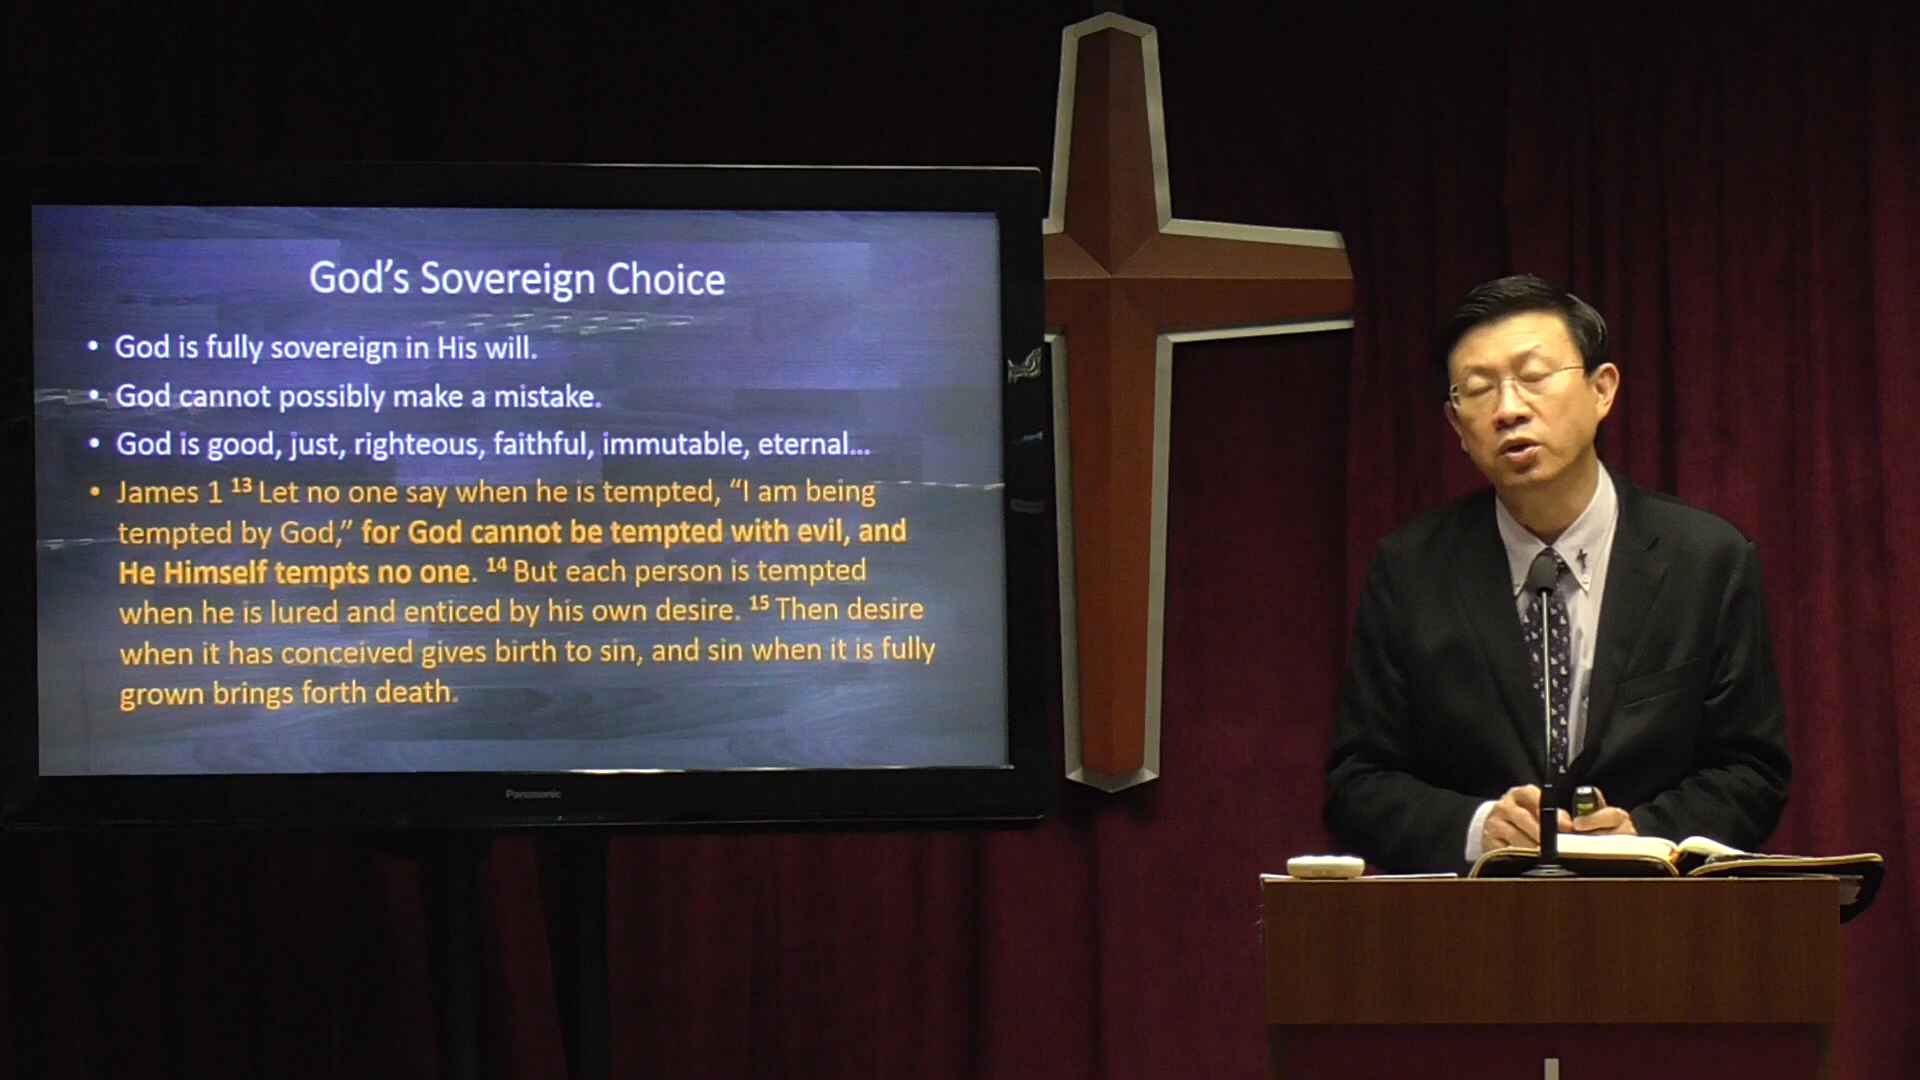 God's Sovereign Choice
• God is fully sovereign in His will.
• God cannot possibly make a mistake.
• God is good, just, righteous, faithful, immutable, eternal…
• James 1 ¹³ Let no one say when he is tempted, “I am being
tempted by God,” for God cannot be tempted with evil, and
He Himself tempts no one. ¹⁴ But each person is tempted
when he is lured and enticed by his own desire. ¹⁵ Then desire
when it has conceived gives birth to sin, and sin when it is fully
grown brings forth death.
Panasonic